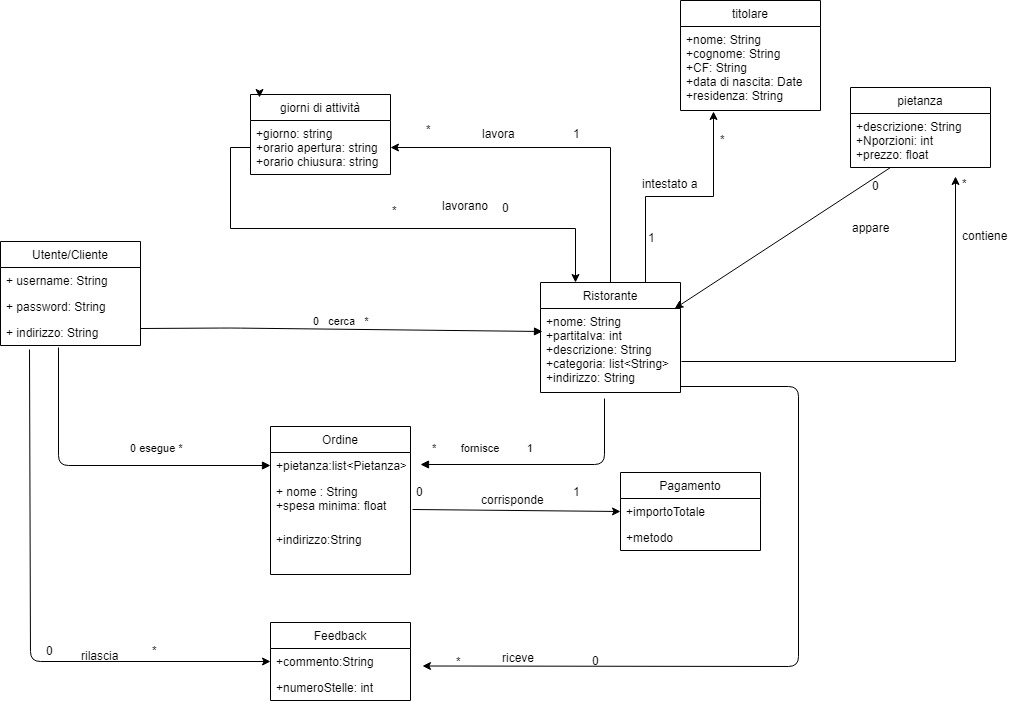 titolare
+nome: String
+cognome: String
+CF: String
+data di nascita: Date
+residenza: String
pietanza
+descrizione: String
+Nporzioni: int
+prezzo: float
giorni di attività
+giorno: string
+orario apertura: string
+orario chiusura: string
* lavora 1
*
intestato a
1
0
*
appare
contiene
* lavorano 0
Utente/Cliente
+ username: String
+ password: String
+ indirizzo: String
0 cerca *
Ristorante
+nome: String
+partitaIva: int
+descrizione: String
+categoria: list<String>
+indirizzo: String
0 esegue *
Ordine
+pietanza:list<Pietanza>
+ nome : String
+spesa minima: float
+indirizzo:String
* fornisce 1
0 corrisponde 1
Pagamento
+importoTotale
+metodo
0 rilascia *
Feedback
+commento:String
+numeroStelle: int
* riceve 0